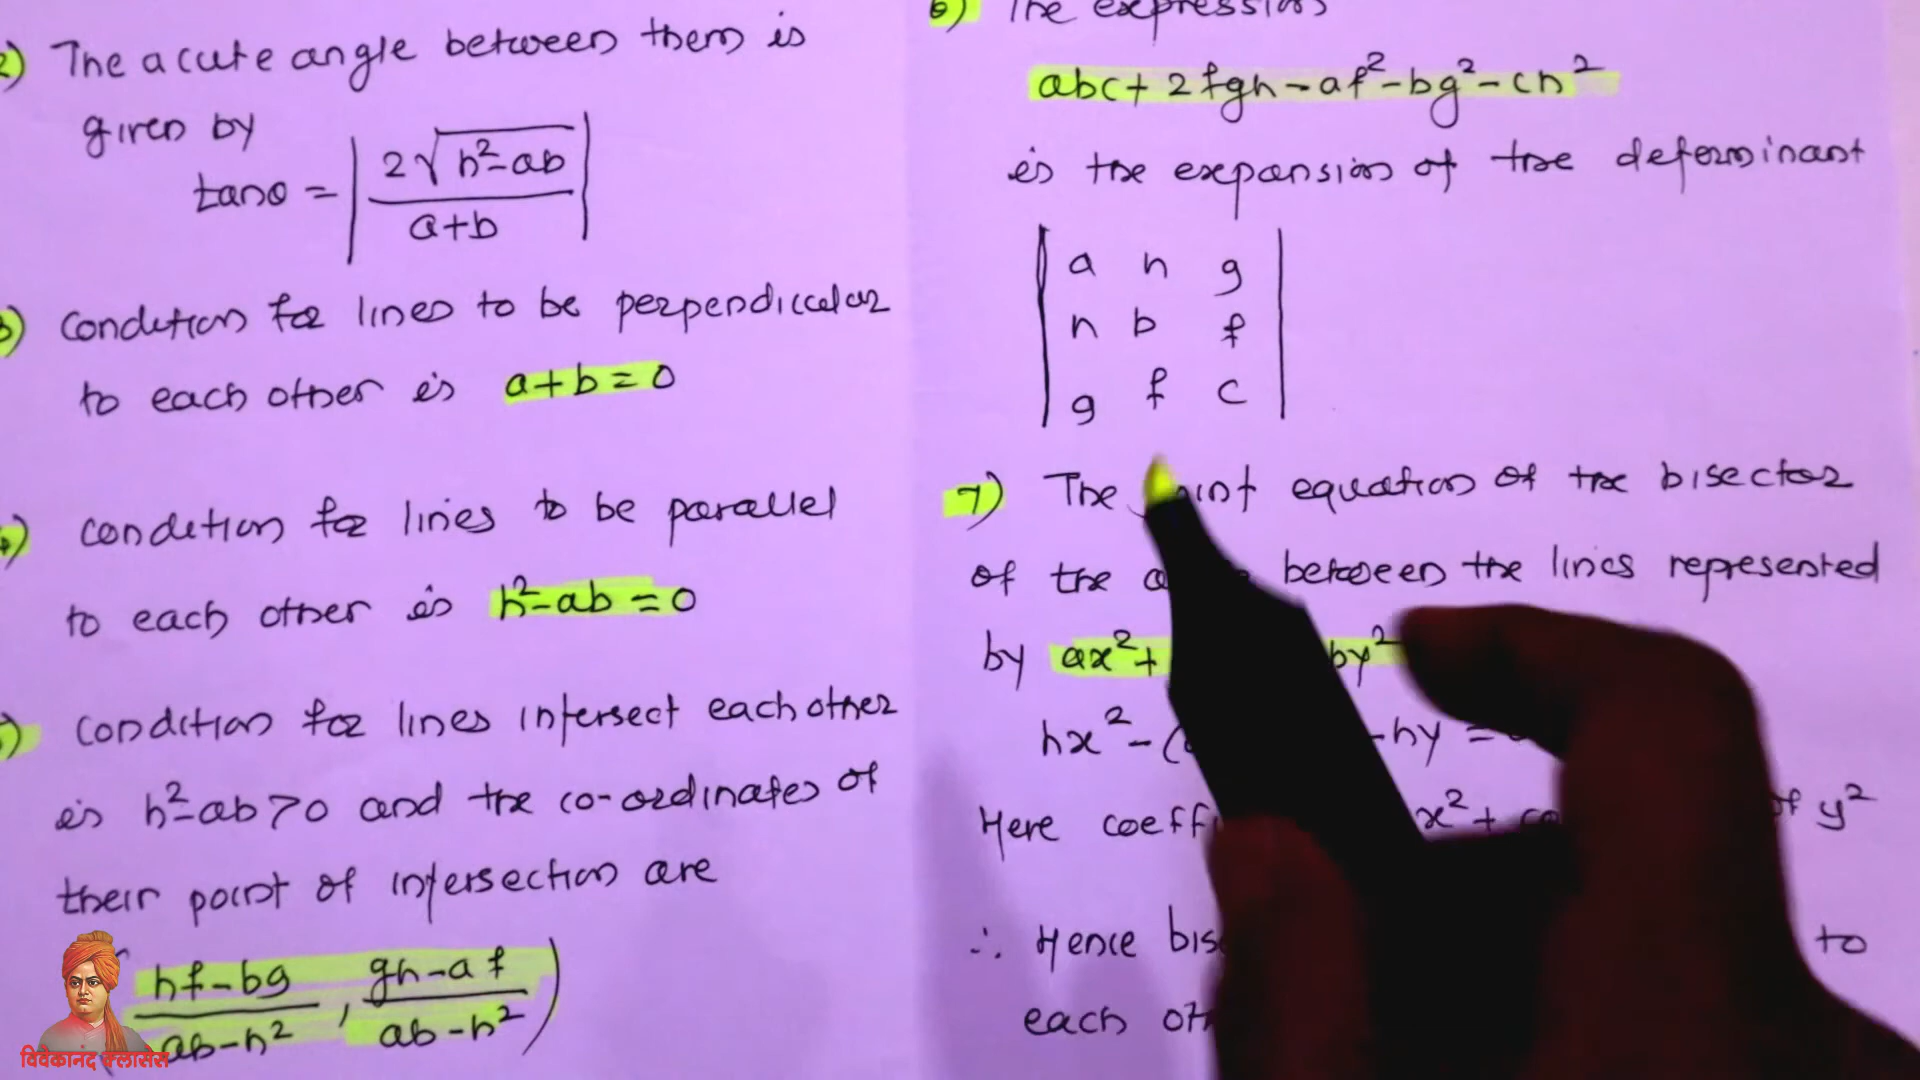 2) The acute angle between them is
given by
tanθ = | 2√h²-ab / a+b |
3) Condition for lines to be perpendicular
to each other is a+b=0
4) Condition for lines to be parallel
to each other is h²-ab=0
5) Condition for lines intersect each other
is h²-ab>0 and the co-ordinates of
their point of intersection are
( hf-bg / ab-h² , gh-af / ab-h² )
विवेकानंद क्लासेस
6) The expression
abc+2fgh-af²-bg²-ch²
is the expansion of the determinant
| a h g |
| h b f |
| g f c |
7) The joint equation of the bisector
of the between the lines represented
by ax²+ by²
hx²-( -hy =
Here x²+ of y²
∴ Hence to
each